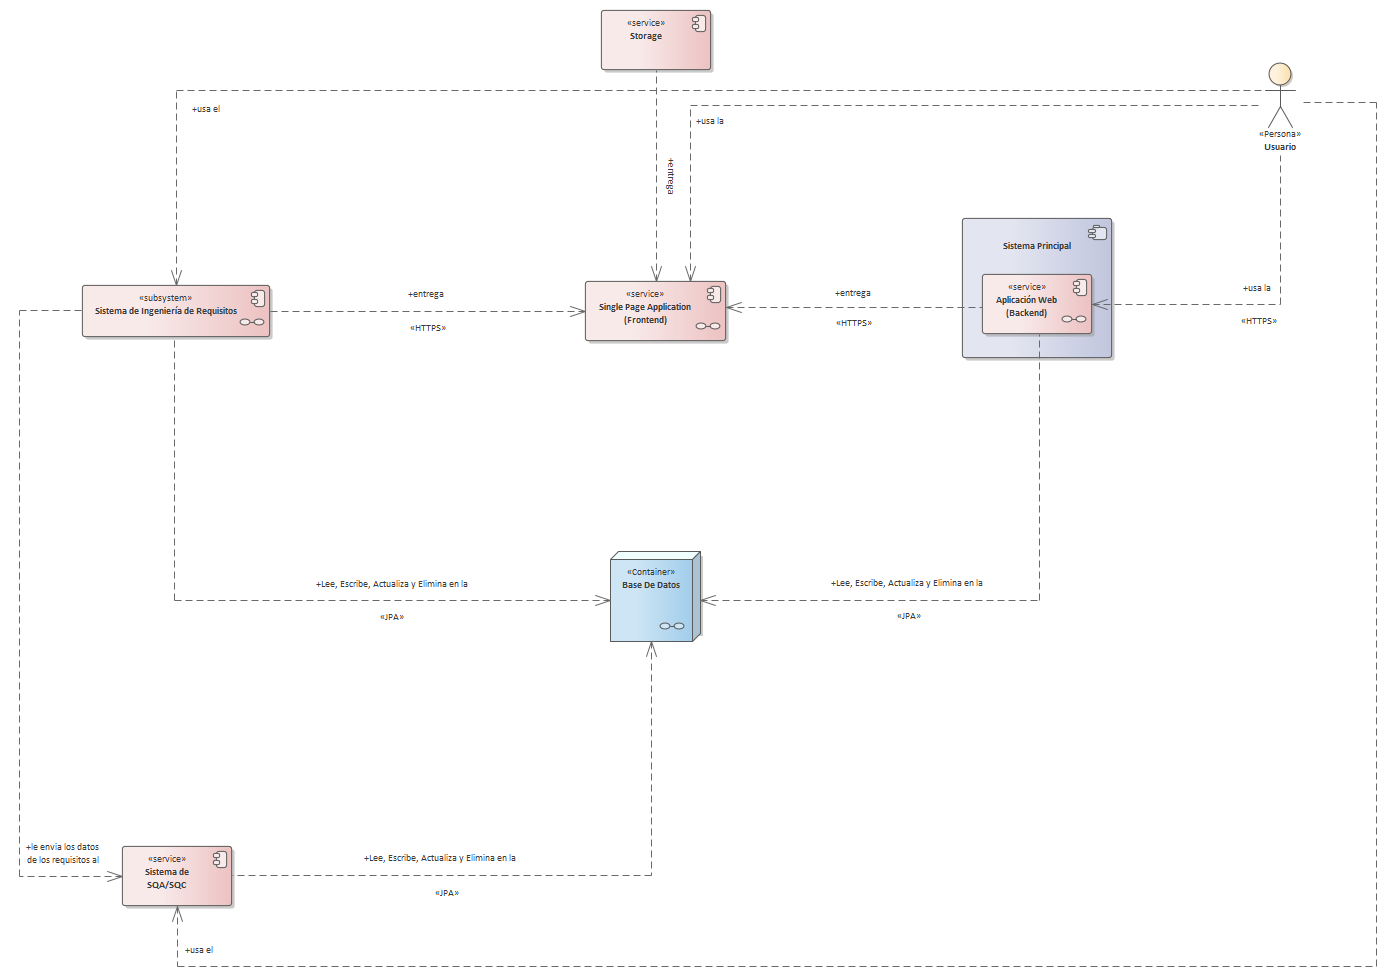 «service»
Storage
+usa el
+usa la
«Persona»
Usuario
+entrega
Sistema Principal
«subsystem»
Sistema de Ingeniería de Requisitos
+entrega
«HTTPS»
«service»
Single Page Application
(Frontend)
+entrega
«HTTPS»
«service»
Aplicación Web
(Backend)
+usa la
«HTTPS»
+Lee, Escribe, Actualiza y Elimina en la
«JPA»
«Container»
Base De Datos
+Lee, Escribe, Actualiza y Elimina en la
«JPA»
+le envia los datos
de los requisitos al
«service»
Sistema de
SQA/SQC
+Lee, Escribe, Actualiza y Elimina en la
«JPA»
+usa el